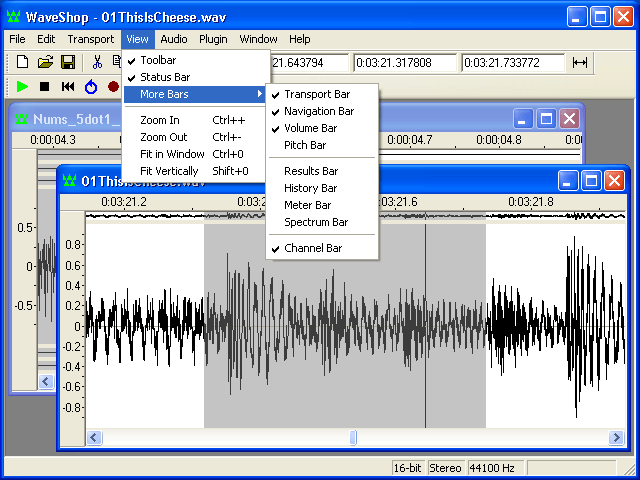 WaveShop - 01ThisIsCheese.wav
File Edit Transport View Audio Plugin Window Help
21.643794 0:03:21.317808 0:03:21.733772
Toolbar
Status Bar
More Bars
Zoom In Ctrl++
Zoom Out Ctrl+-
Fit in Window Ctrl+0
Fit Vertically Shift+0
Transport Bar
Navigation Bar
Volume Bar
Pitch Bar
Results Bar
History Bar
Meter Bar
Spectrum Bar
Channel Bar
Nums_5dot1_
0:00:04.3 0:00:04.7 0:00:04.8
0.5
0
-0.5
01ThisIsCheese.wav
0:03:21.2 0:03:21.6 0:03:21.8
0.8
0.6
0.4
0.2
0
-0.2
-0.4
-0.6
-0.8
16-bit Stereo 44100 Hz